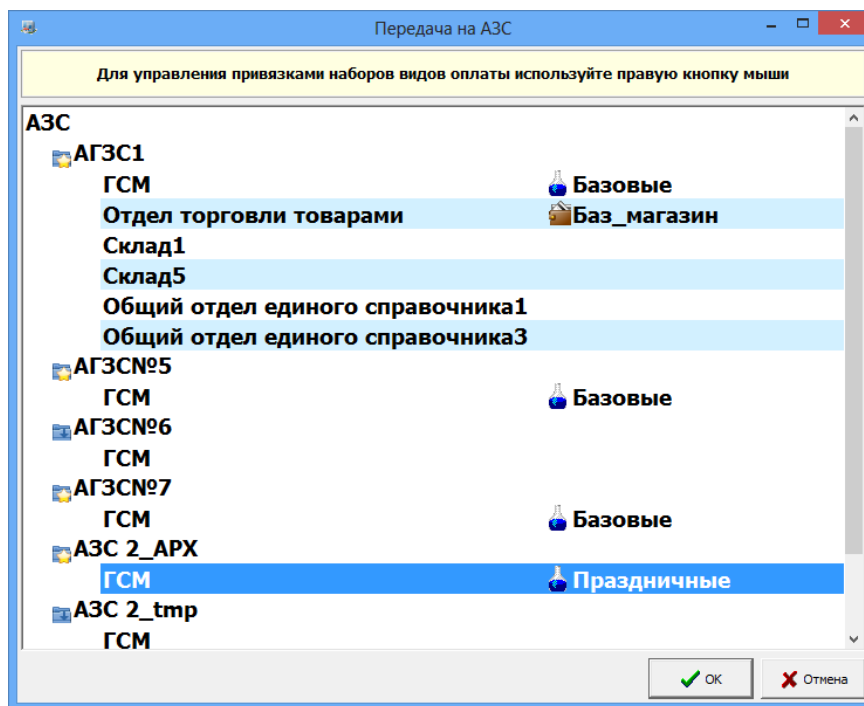 Передача на АЗС
Для управления привязками наборов видов оплаты используйте правую кнопку мыши
АЗС
АГЗС1
ГСМ Базовые
Отдел торговли товарами Баз_магазин
Склад1
Склад5
Общий отдел единого справочника1
Общий отдел единого справочника3
АГЗС№5
ГСМ Базовые
АГЗС№6
ГСМ
АГЗС№7
ГСМ Базовые
АЗС 2_АРХ
ГСМ Праздничные
АЗС 2_tmp
ГСМ
ОК Отмена